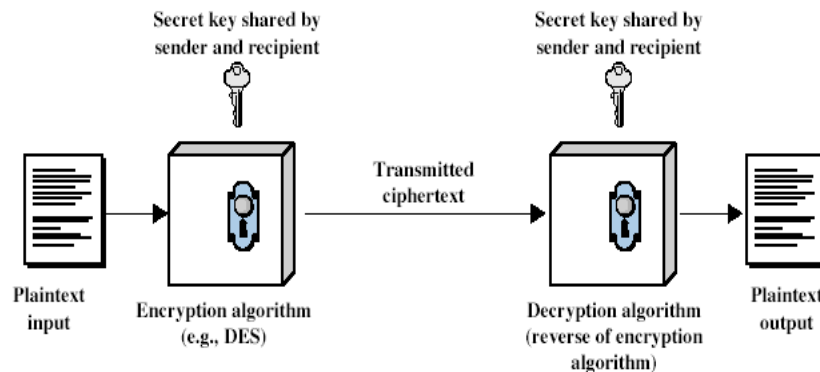 Secret key shared by
sender and recipient
Secret key shared by
sender and recipient
Transmitted
ciphertext
Plaintext
input
Encryption algorithm
(e.g., DES)
Decryption algorithm
(reverse of encryption
algorithm)
Plaintext
output